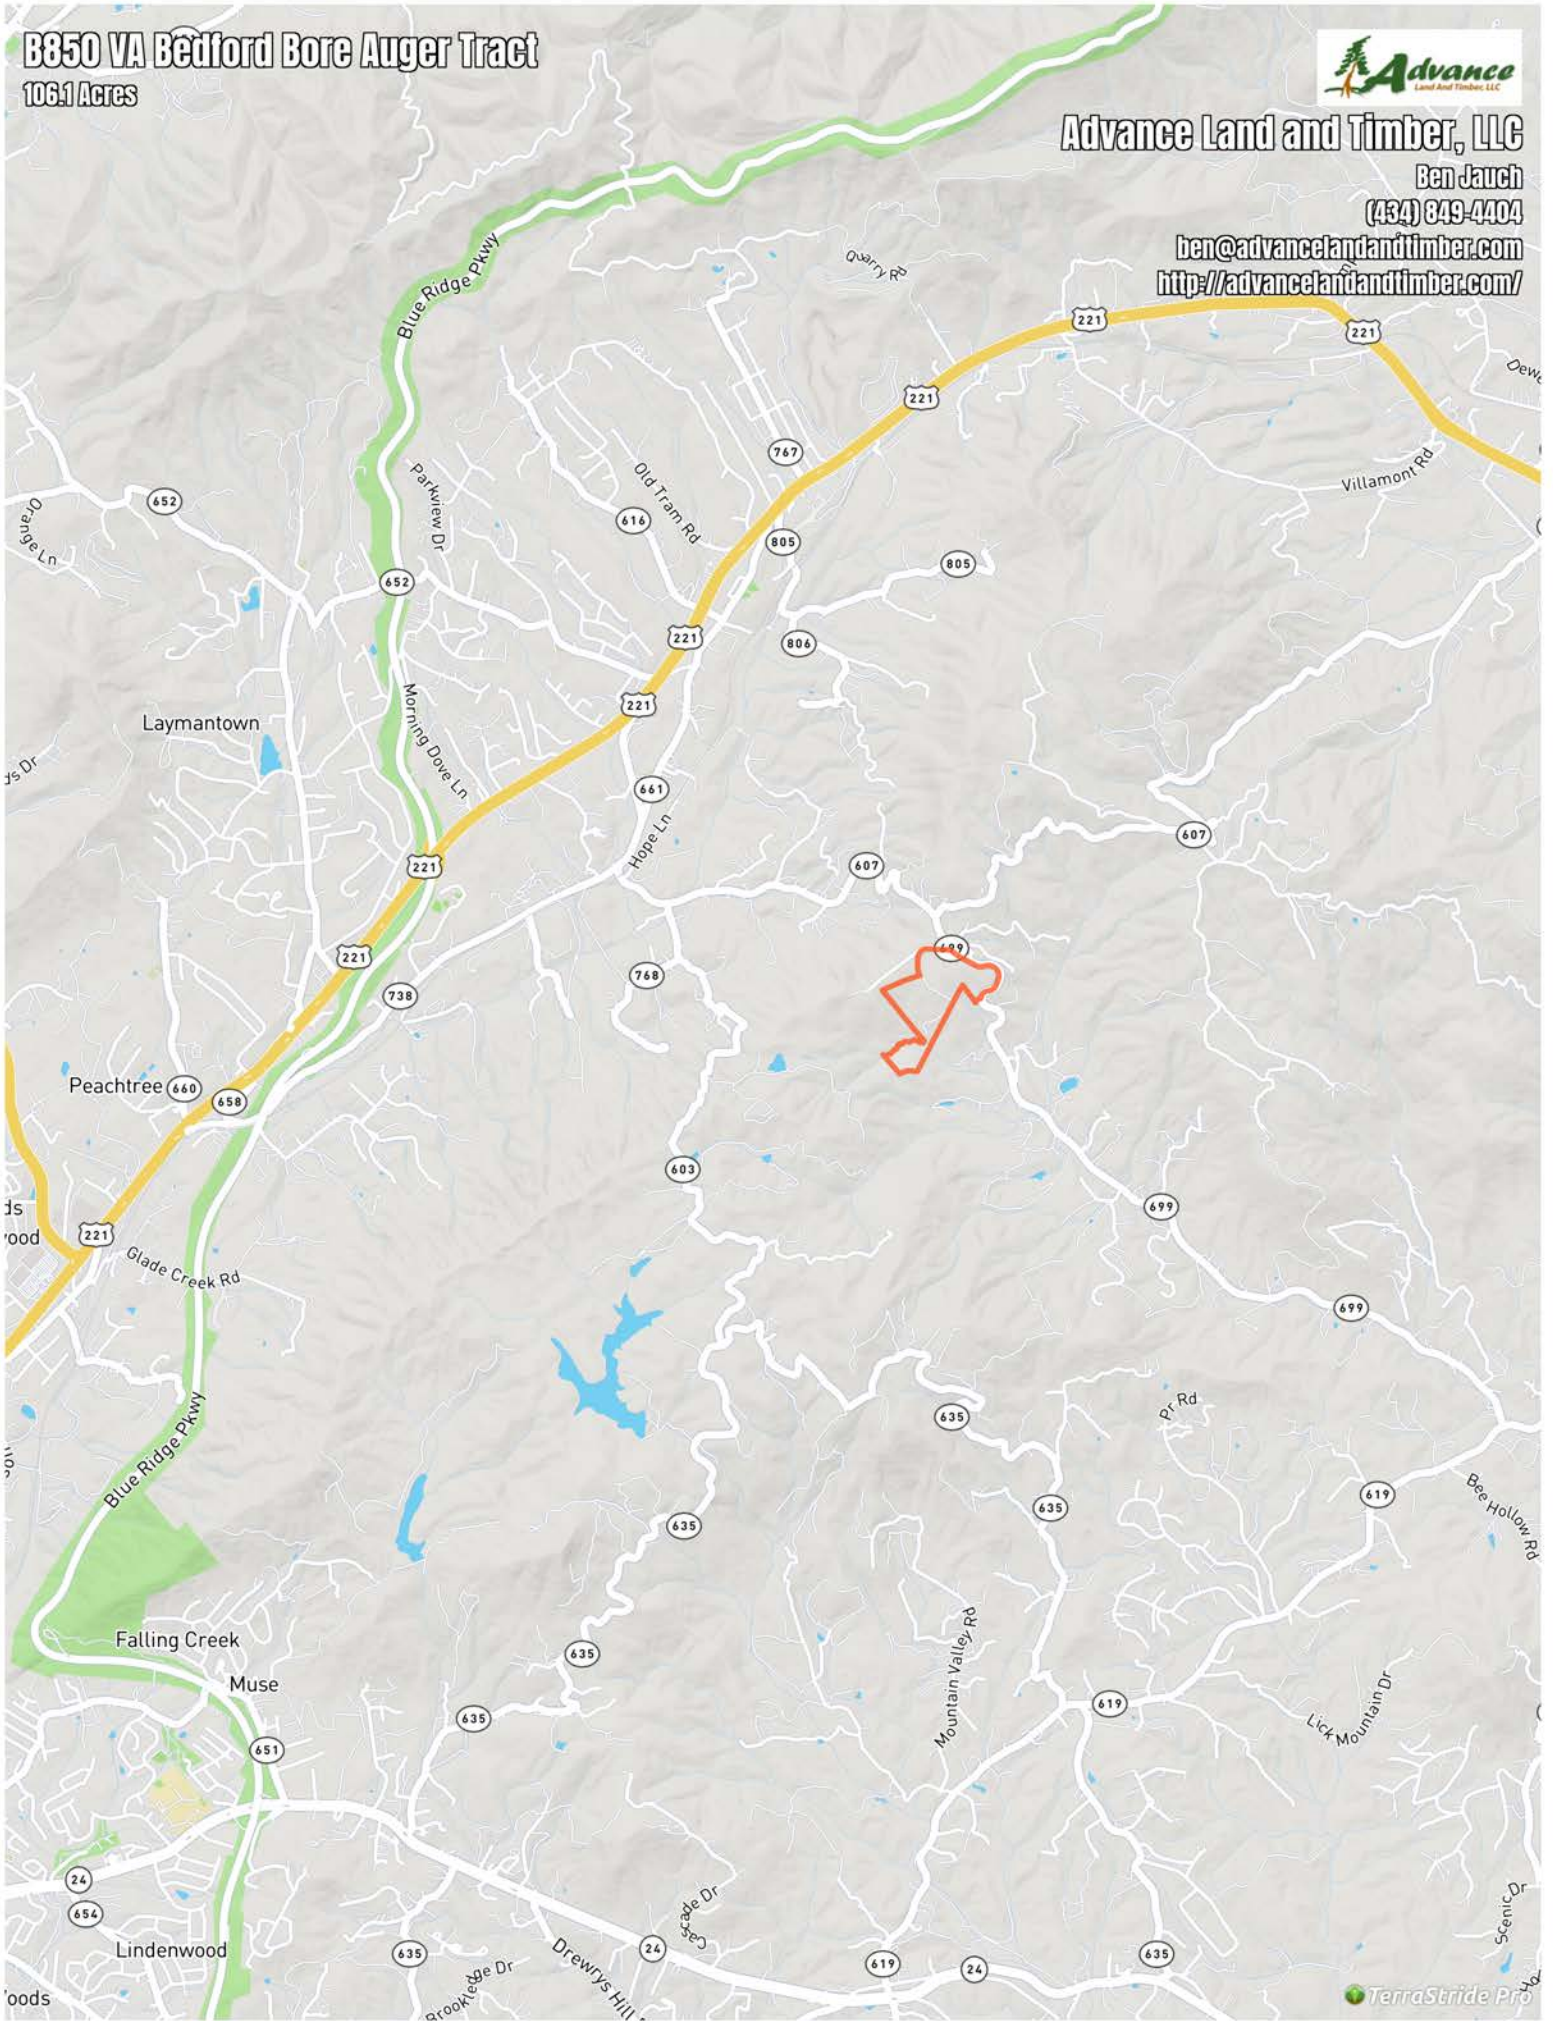 B850 VA Bedford Bore Auger Tract
106.1 Acres
Advance
Land And Timber, LLC
Advance Land and Timber, LLC
Ben Jauch
(434) 849-4404
ben@advancelandandtimber.com
http://advancelandandtimber.com/
Quarry Rd
Blue Ridge Pkwy
221
221
221
Villamont Rd
767
Old Tram Rd
Parkview Dr
652
Orange Ln
616
805
805
652
221
806
221
Laymantown
Morning Dove Ln
661
Hope Ln
607
607
221
699
221
768
738
Peachtree
660
658
603
699
221
Glade Creek Rd
699
Pr Rd
635
Blue Ridge Pkwy
619
635
Bee Hollow Rd
635
Falling Creek
635
Mountain Valley Rd
Muse
619
Lick Mountain Dr
635
651
24
654
Cascade Dr
Scenic Dr
Lindenwood
635
24
619
24
635
Brookledge Dr
Drewrys Hill
TerraStride Pro